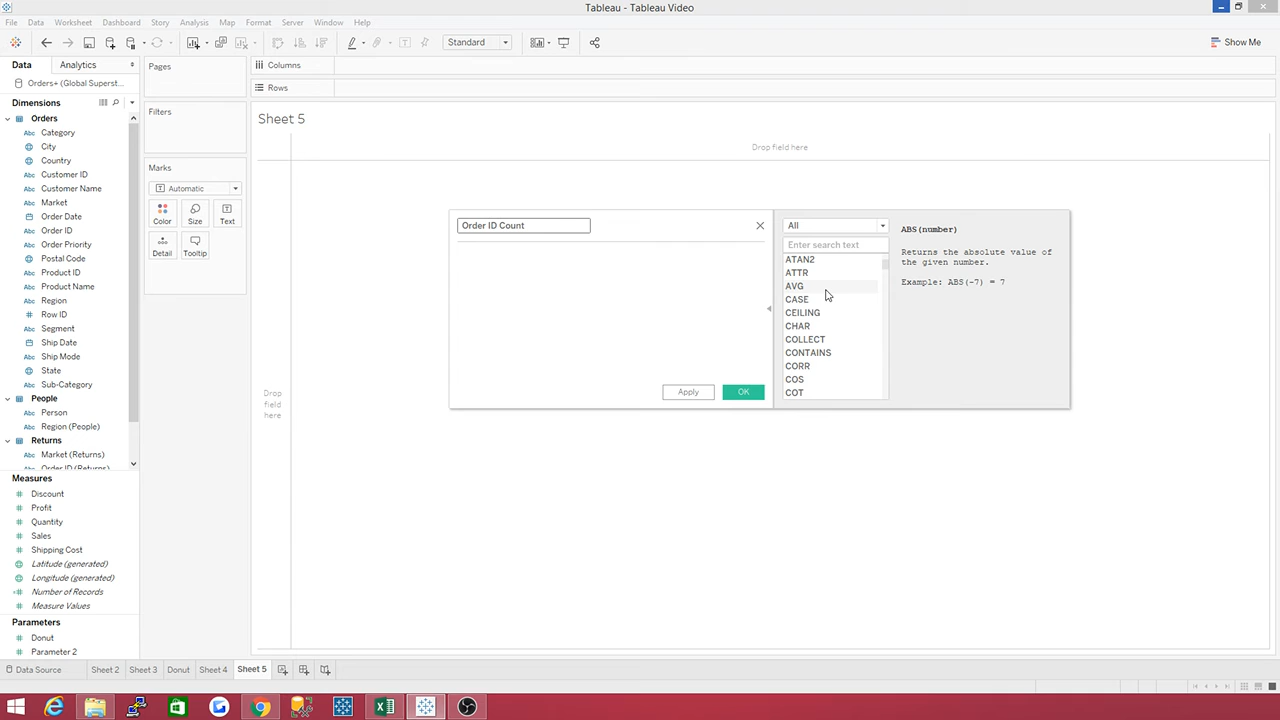 Tableau - Tableau Video
File Data Worksheet Dashboard Story Analysis Map Format Server Window Help
Standard
Show Me
Data Analytics
Pages
Columns
Orders+ (Global Superst...
Rows
Dimensions
Filters
Sheet 5
Orders
Category
City
Country
Customer ID
Customer Name
Market
Order Date
Order ID
Order Priority
Postal Code
Product ID
Product Name
Region
Row ID
Segment
Ship Date
Ship Mode
State
Sub-Category
People
Person
Region (People)
Returns
Market (Returns)
Order ID (Returns)
Measures
Discount
Profit
Quantity
Sales
Shipping Cost
Latitude (generated)
Longitude (generated)
Number of Records
Measure Values
Parameters
Donut
Parameter 2
Marks
Automatic
Color Size Text
Detail Tooltip
Drop field here
Drop
field
here
Order ID Count
Apply OK
All
Enter search text
ATAN2
ATTR
AVG
CASE
CEILING
CHAR
COLLECT
CONTAINS
CORR
COS
COT
ABS(number)
Returns the absolute value of
the given number.
Example: ABS(-7) = 7
Data Source Sheet 2 Sheet 3 Donut Sheet 4 Sheet 5